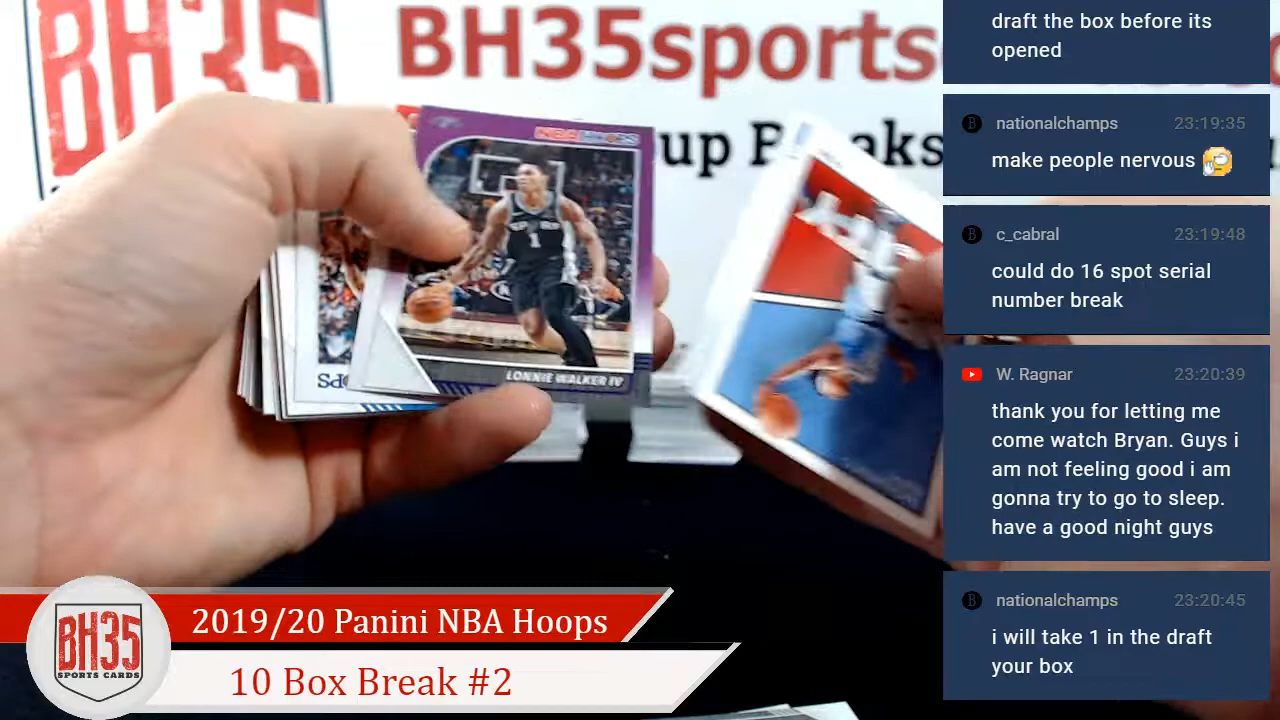 BH35
BH35sports
up Breaks
NBA HOOPS
1
LONNIE WALKER IV
draft the box before its
opened
nationalchamps 23:19:35
make people nervous
c_cabral 23:19:48
could do 16 spot serial
number break
W. Ragnar 23:20:39
thank you for letting me
come watch Bryan. Guys i
am not feeling good i am
gonna try to go to sleep.
have a good night guys
nationalchamps 23:20:45
i will take 1 in the draft
your box
BH35
SPORTS CARDS
2019/20 Panini NBA Hoops
10 Box Break #2